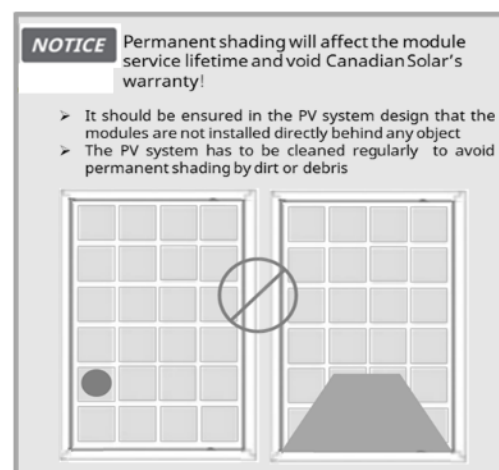 NOTICE Permanent shading will affect the module
service lifetime and void Canadian Solar's
warranty!
➢ It should be ensured in the PV system design that the
modules are not installed directly behind any object
➢ The PV system has to be cleaned regularly to avoid
permanent shading by dirt or debris